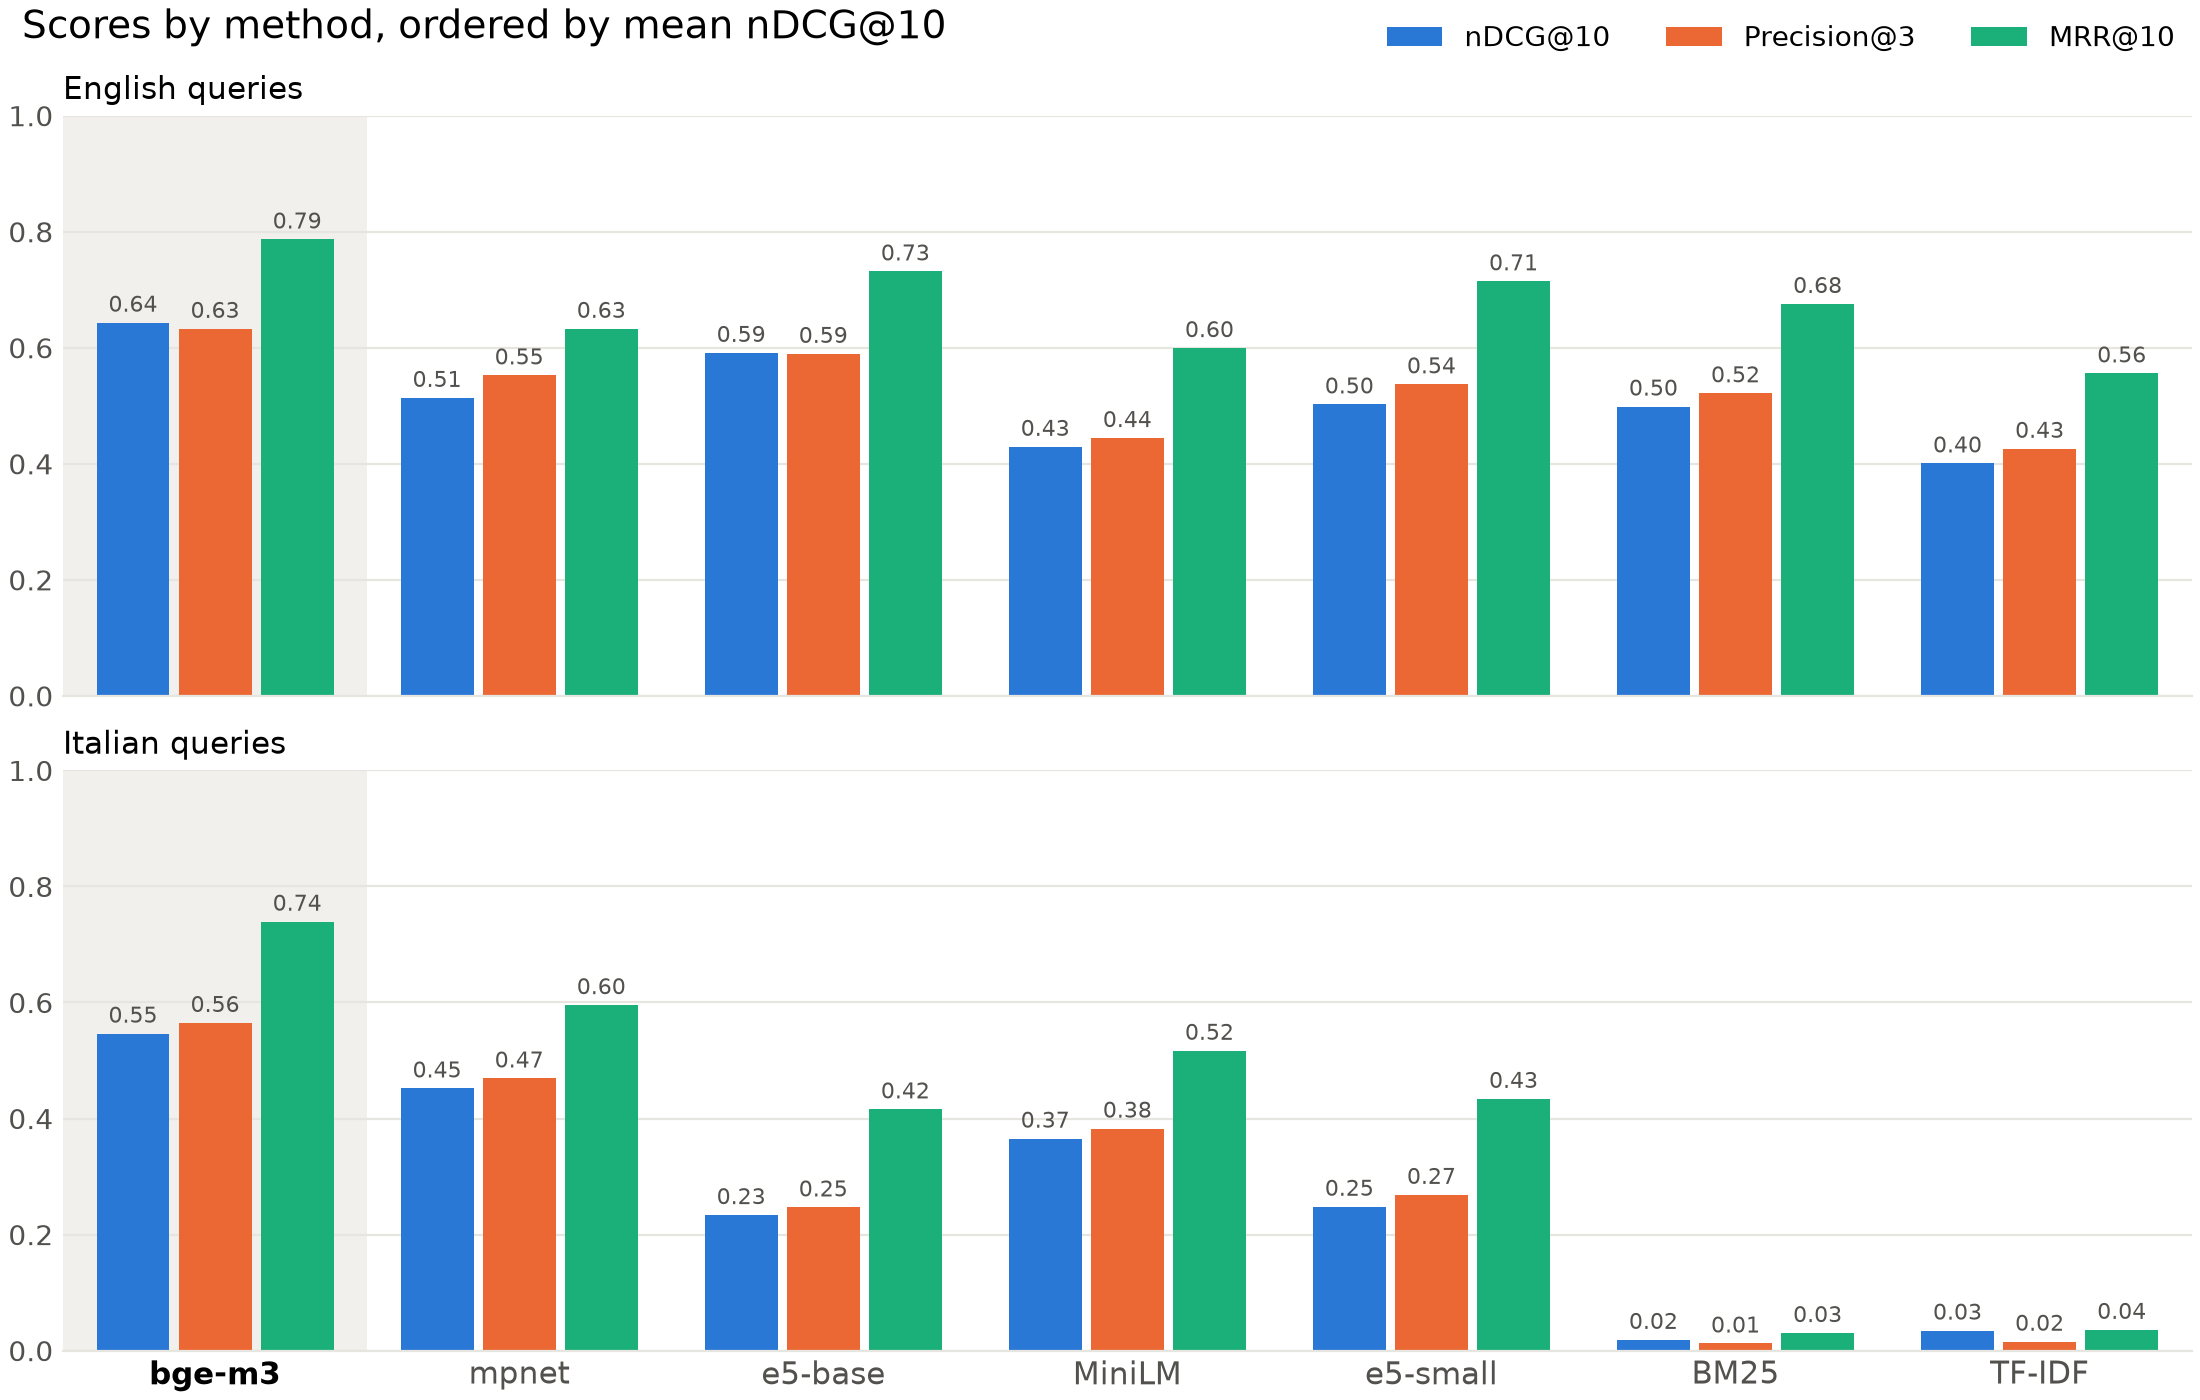 Scores by method, ordered by mean nDCG@10
nDCG@10 Precision@3 MRR@10
English queries
1.0
0.8
0.6
0.4
0.2
0.0
0.64 0.63 0.79
0.51 0.55 0.63
0.59 0.59 0.73
0.43 0.44 0.60
0.50 0.54 0.71
0.50 0.52 0.68
0.40 0.43 0.56
Italian queries
1.0
0.8
0.6
0.4
0.2
0.0
0.55 0.56 0.74
0.45 0.47 0.60
0.23 0.25 0.42
0.37 0.38 0.52
0.25 0.27 0.43
0.02 0.01 0.03
0.03 0.02 0.04
bge-m3 mpnet e5-base MiniLM e5-small BM25 TF-IDF